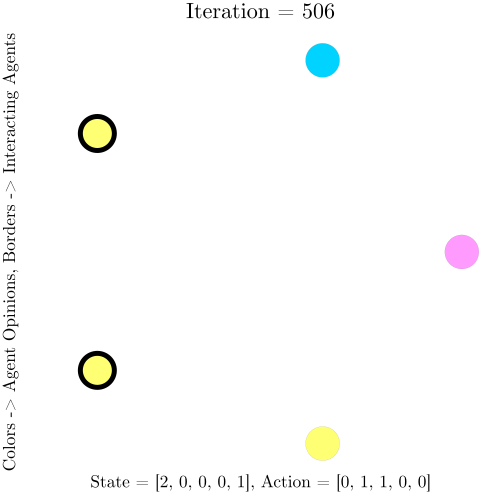 Iteration = 506
Colors -> Agent Opinions, Borders -> Interacting Agents
State = [2, 0, 0, 0, 1], Action = [0, 1, 1, 0, 0]